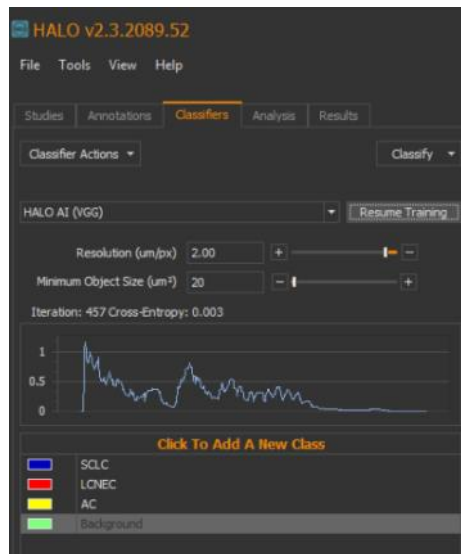 HALO v2.3.2089.52
File Tools View Help
Studies Annotations Classifiers Analysis Results
Classifier Actions Classify
HALO AI (VGG) Resume Training
Resolution (um/px) 2.00 + -
Minimum Object Size (um²) 20 - +
Iteration: 457 Cross-Entropy: 0.003
1
0.5
0
Click To Add A New Class
SCLC
LCNEC
AC
Background